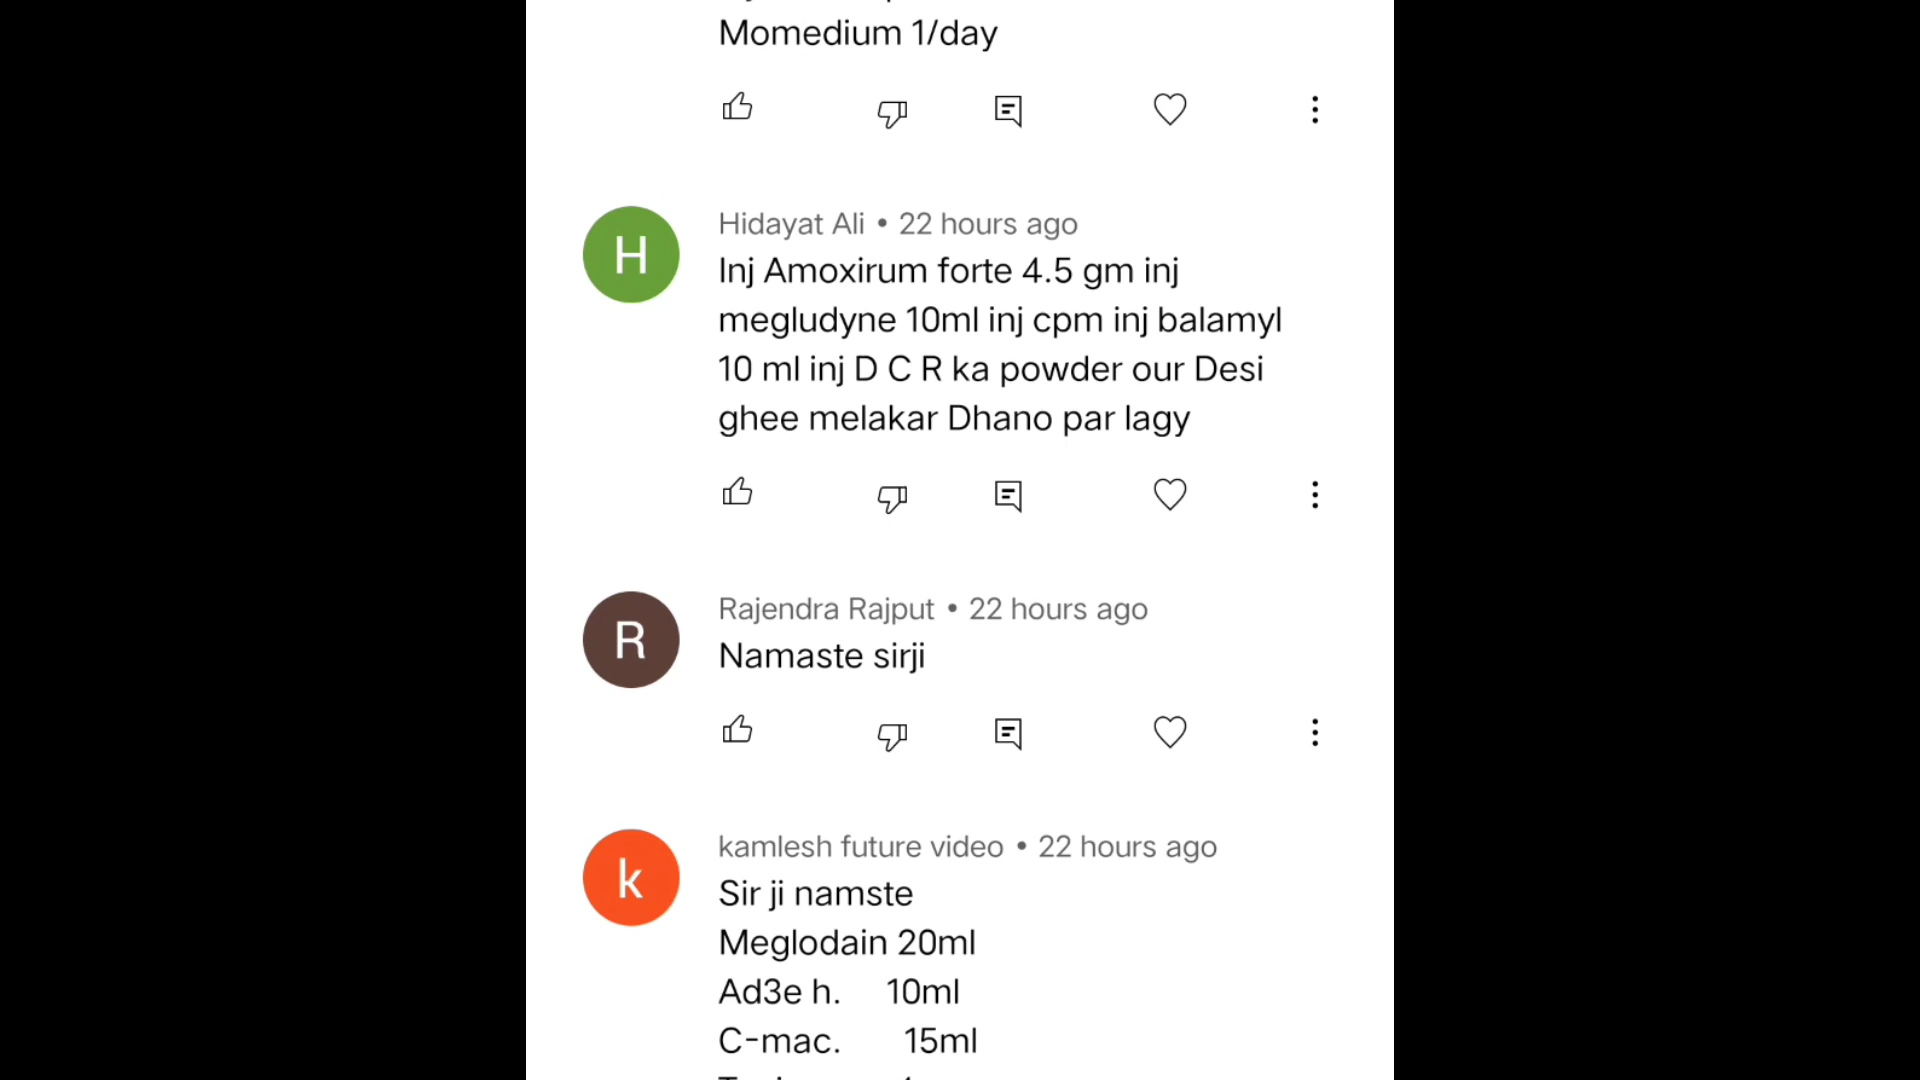 Momedium 1/day
H
Hidayat Ali • 22 hours ago
Inj Amoxirum forte 4.5 gm inj
megludyne 10ml inj cpm inj balamyl
10 ml inj D C R ka powder our Desi
ghee melakar Dhano par lagy
R
Rajendra Rajput • 22 hours ago
Namaste sirji
k
kamlesh future video • 22 hours ago
Sir ji namste
Meglodain 20ml
Ad3e h. 10ml
C-mac. 15ml